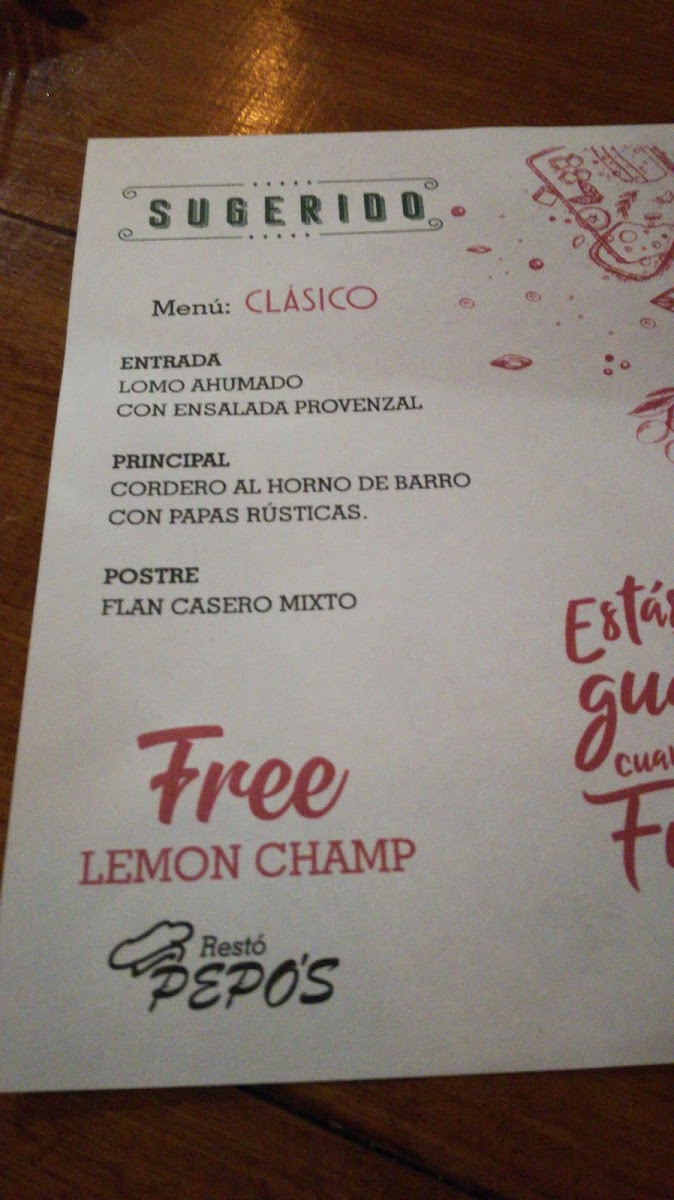 SUGERIDO
Menú: CLÁSICO
ENTRADA
LOMO AHUMADO
CON ENSALADA PROVENZAL
PRINCIPAL
CORDERO AL HORNO DE BARRO
CON PAPAS RÚSTICAS.
POSTRE
FLAN CASERO MIXTO
Free
LEMON CHAMP
Restó
PEPO'S